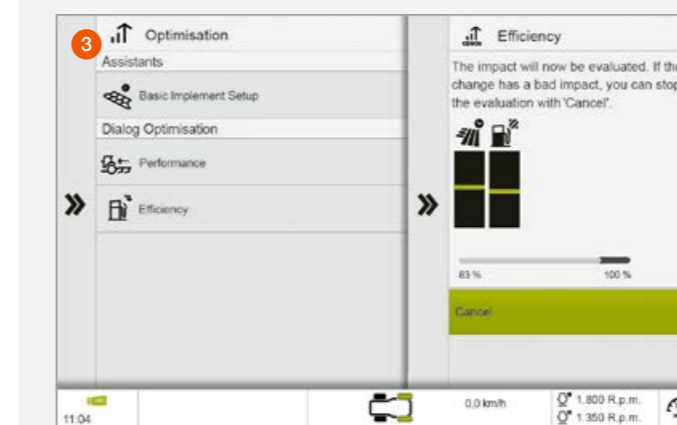 3
Optimisation
Assistants
Basic Implement Setup
Dialog Optimisation
Performance
Efficiency
Efficiency
The impact will now be evaluated. If the
change has a bad impact, you can stop
the evaluation with 'Cancel'.
83 %
100 %
Cancel
11:04
0,0 km/h
1.800 R.p.m.
1.350 R.p.m.